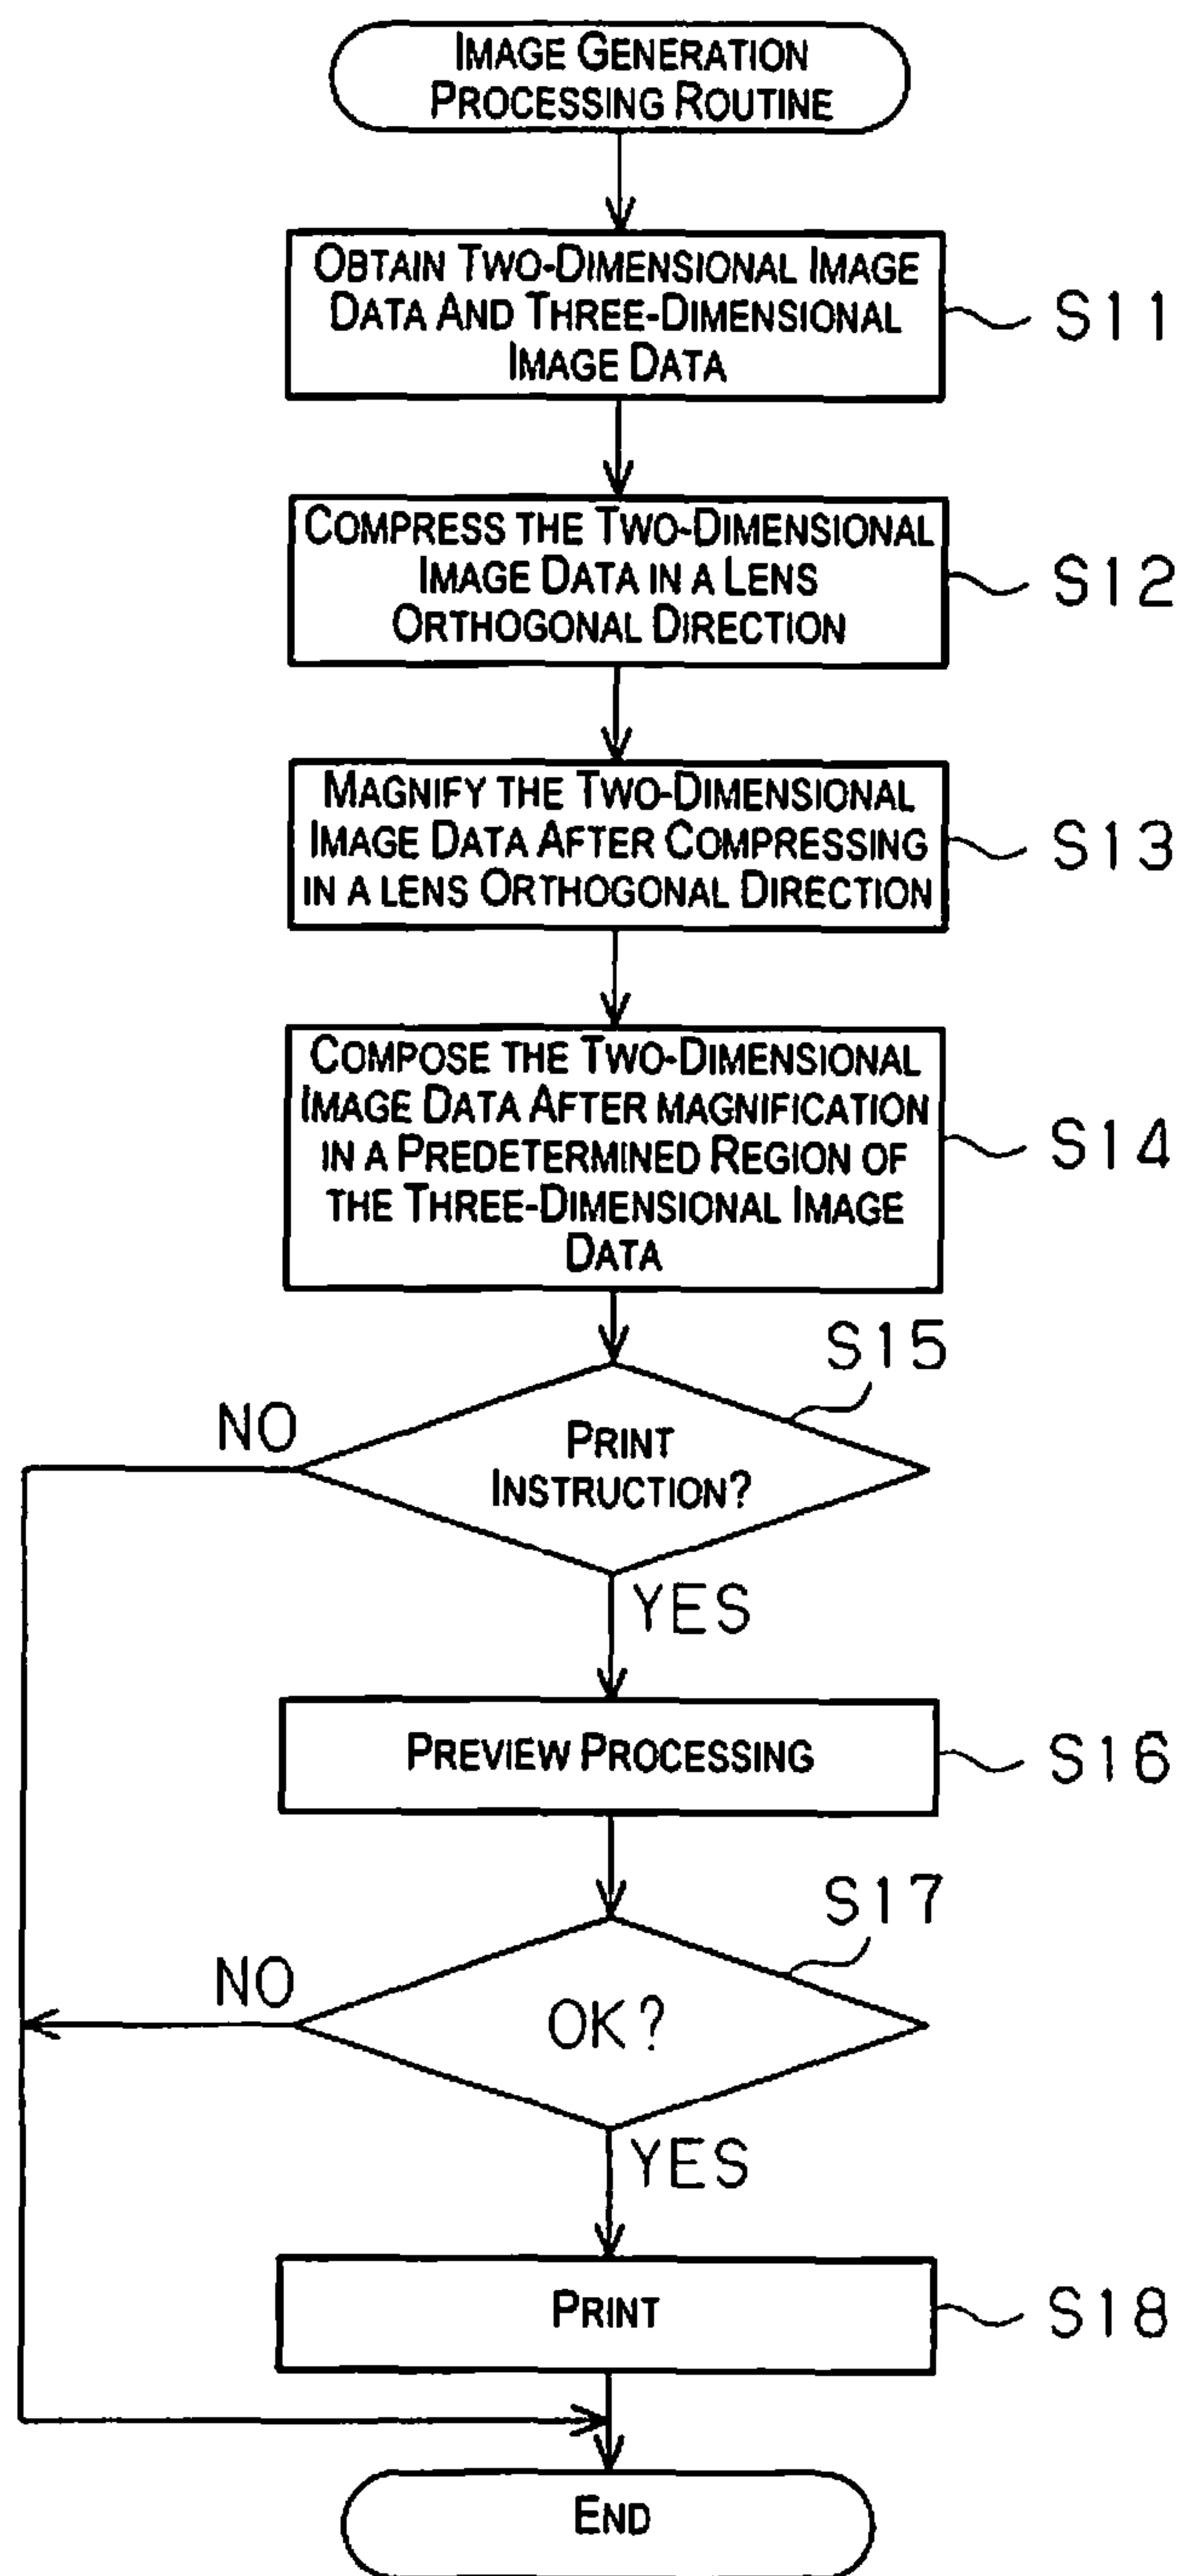 IMAGE GENERATION
PROCESSING ROUTINE
OBTAIN TWO-DIMENSIONAL IMAGE
DATA AND THREE-DIMENSIONAL
IMAGE DATA
S11
COMPRESS THE TWO-DIMENSIONAL
IMAGE DATA IN A LENS
ORTHOGONAL DIRECTION
S12
MAGNIFY THE TWO-DIMENSIONAL
IMAGE DATA AFTER COMPRESSING
IN A LENS ORTHOGONAL DIRECTION
S13
COMPOSE THE TWO-DIMENSIONAL
IMAGE DATA AFTER MAGNIFICATION
IN A PREDETERMINED REGION OF
THE THREE-DIMENSIONAL IMAGE
DATA
S14
S15
NO
PRINT
INSTRUCTION?
YES
PREVIEW PROCESSING
S16
S17
NO
OK?
YES
PRINT
S18
END